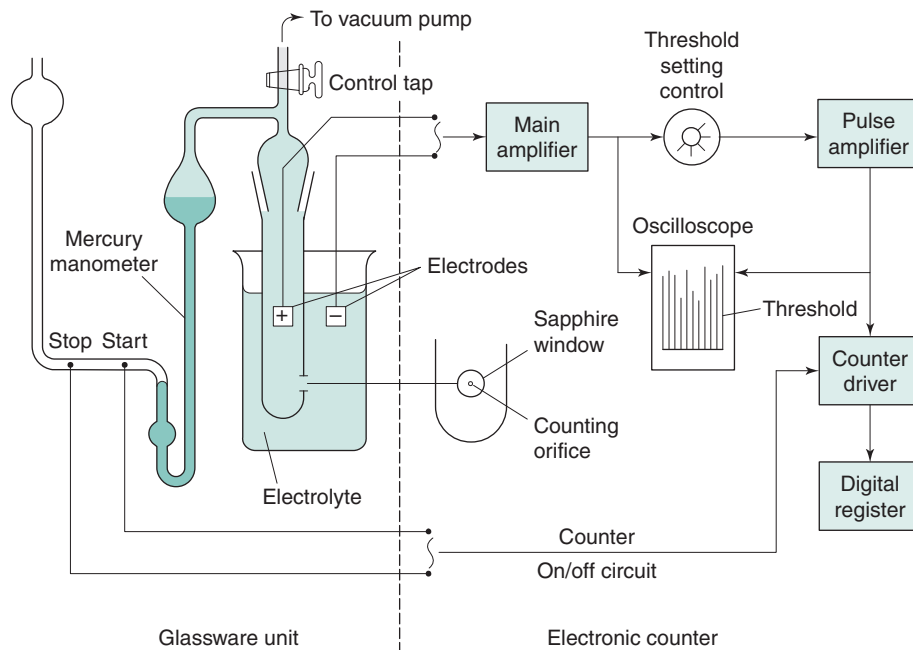 To vacuum pump
Control tap
Threshold
setting
control
Main
amplifier
Pulse
amplifier
Mercury
manometer
Oscilloscope
Electrodes
+
−
Threshold
Stop
Start
Sapphire
window
Counter
driver
Counting
orifice
Electrolyte
Digital
register
Counter
On/off circuit
Glassware unit
Electronic counter